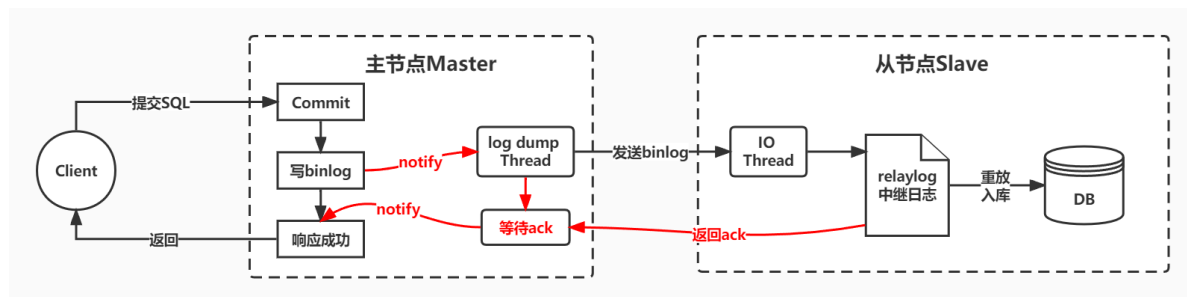 主节点Master
从节点Slave
提交SQL
Commit
Client
写binlog
notify
log dump
Thread
发送binlog
IO
Thread
relaylog
中继日志
重放
入库
DB
notify
等待ack
返回ack
返回
响应成功